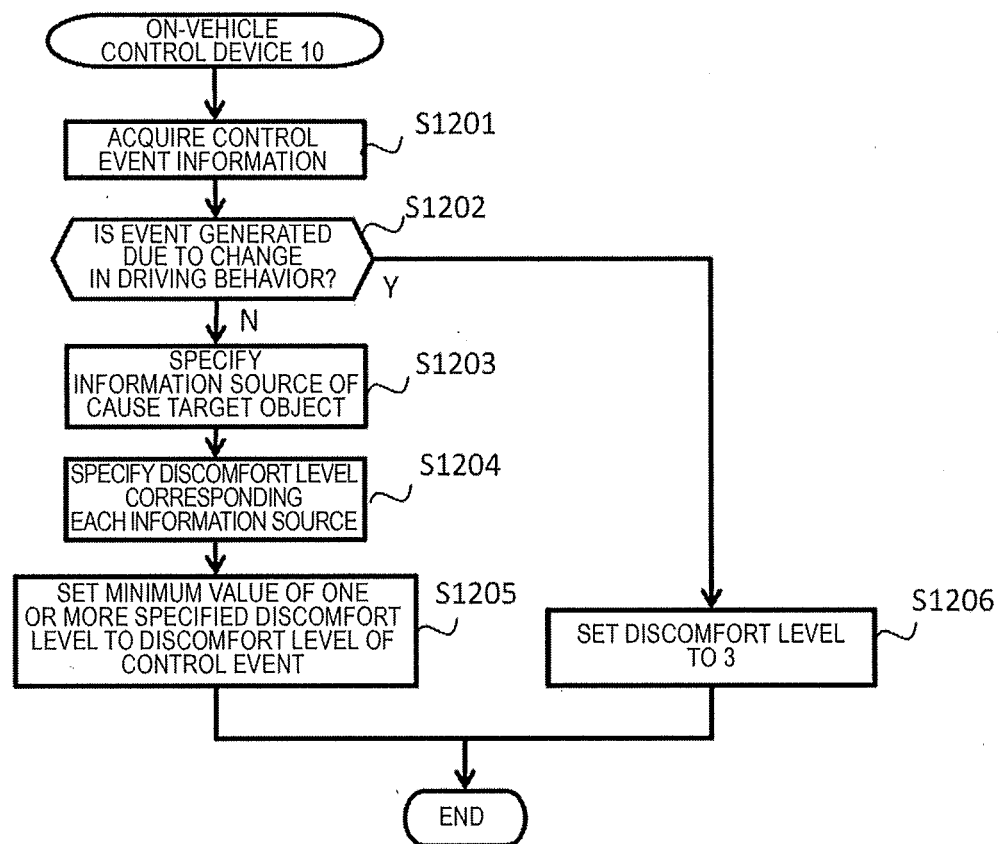 ON-VEHICLE
CONTROL DEVICE 10
ACQUIRE CONTROL
EVENT INFORMATION
S1201
IS EVENT GENERATED
DUE TO CHANGE
IN DRIVING BEHAVIOR?
S1202
Y
N
SPECIFY
INFORMATION SOURCE OF
CAUSE TARGET OBJECT
S1203
SPECIFY DISCOMFORT LEVEL
CORRESPONDING
EACH INFORMATION SOURCE
S1204
SET MINIMUM VALUE OF ONE
OR MORE SPECIFIED DISCOMFORT
LEVEL TO DISCOMFORT LEVEL OF
CONTROL EVENT
S1205
SET DISCOMFORT LEVEL
TO 3
S1206
END